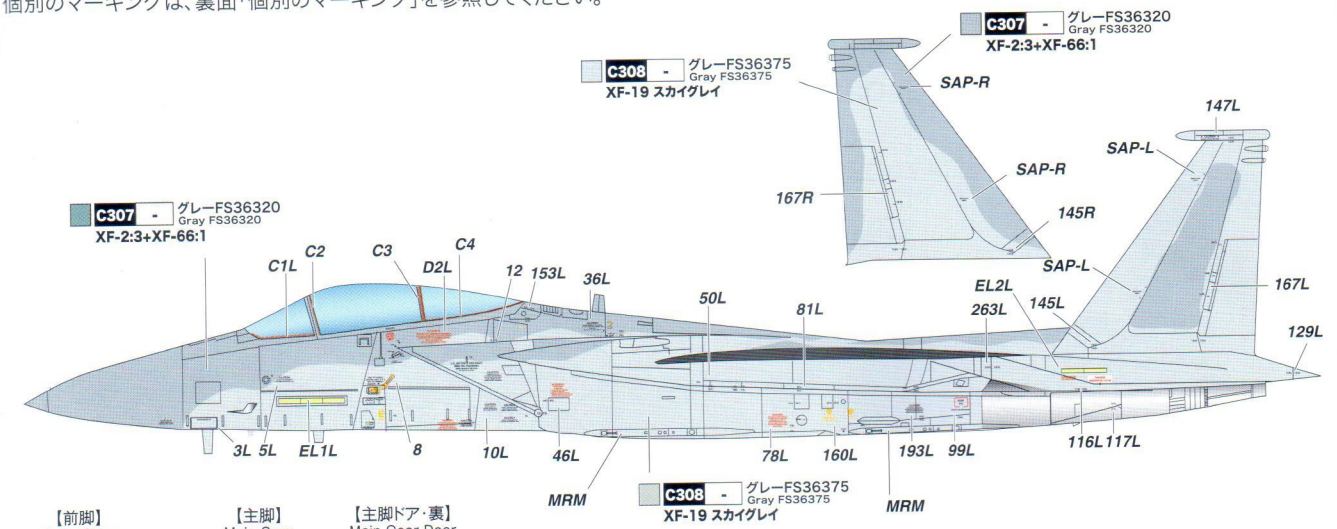 個別のマーキングは、裏面「個別のマーキング」を参照してください。
C307 - グレーFS36320
Gray FS36320
XF-2:3+XF-66:1
C308 - グレーFS36375
Gray FS36375
XF-19 スカイグレイ
SAP-R
147L
SAP-L
SAP-R
167R
145R
C307 - グレーFS36320
Gray FS36320
XF-2:3+XF-66:1
C1L
C2
C3
D2L
C4
12
153L
36L
50L
81L
EL2L
263L
145L
SAP-L
167L
129L
3L
5L
EL1L
8
10L
46L
MRM
78L
160L
193L
99L
116L
117L
MRM
C308 - グレーFS36375
Gray FS36375
XF-19 スカイグレイ
【前脚】
【主脚】
【主脚ドア・裏】